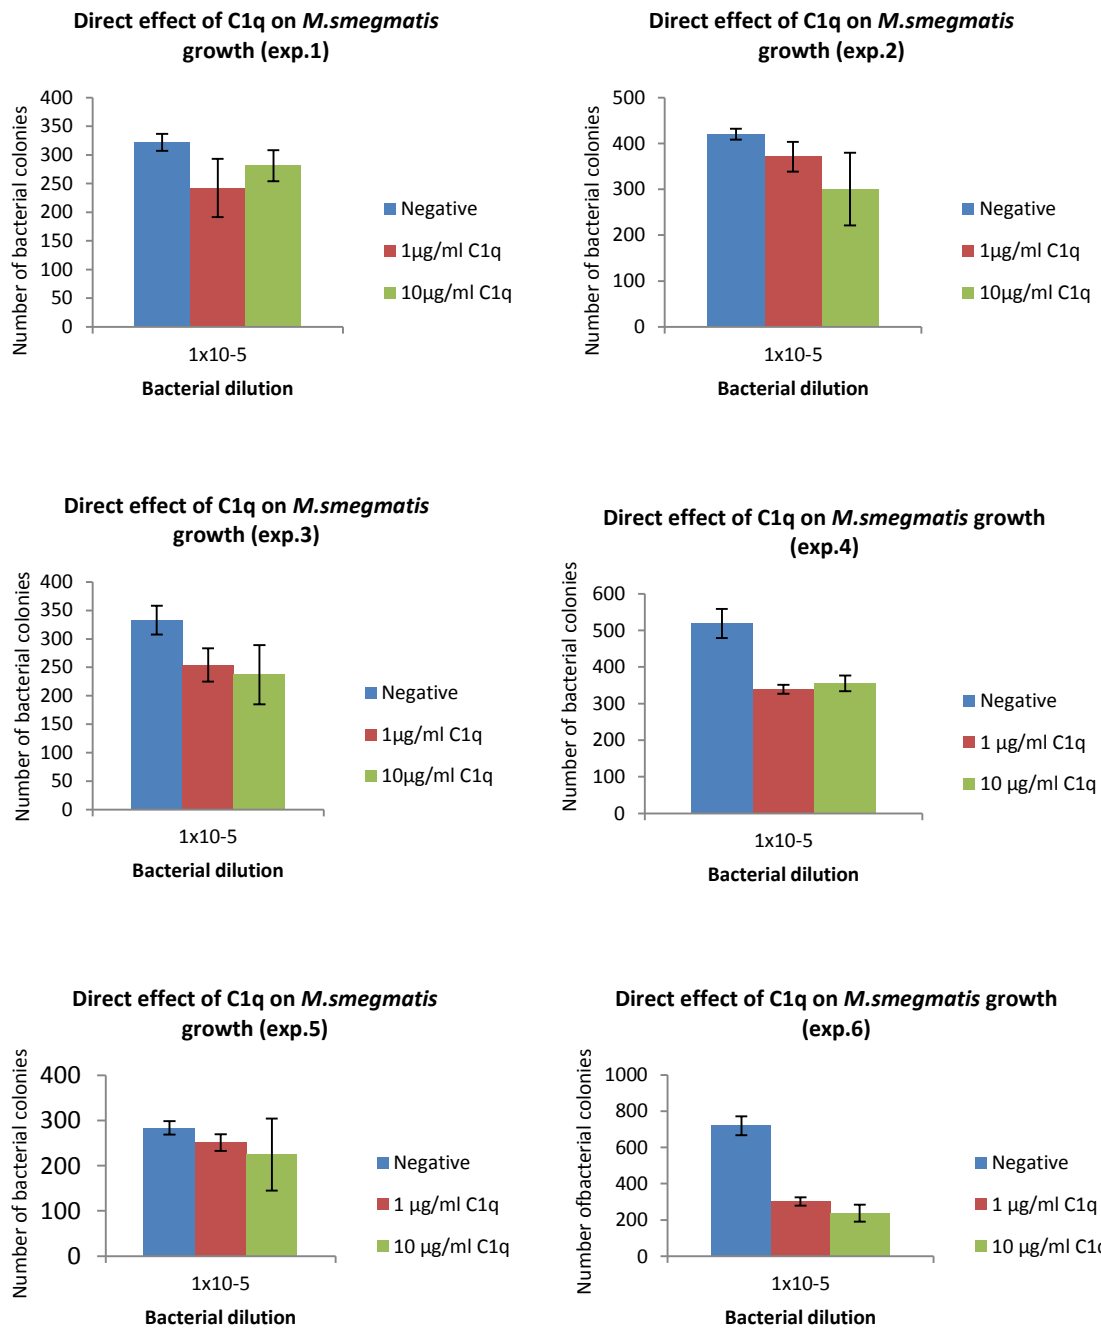 Direct effect of C1q on M.smegmatis
growth (exp.1)
Number of bacterial colonies
400
350
300
250
200
150
100
50
0
1x10-5
Bacterial dilution
Negative
1µg/ml C1q
10µg/ml C1q
Direct effect of C1q on M.smegmatis
growth (exp.2)
Number of bacterial colonies
500
400
300
200
100
0
1x10-5
Bacterial dilution
Negative
1µg/ml C1q
10µg/ml C1q
Direct effect of C1q on M.smegmatis
growth (exp.3)
Number of bacterial colonies
400
350
300
250
200
150
100
50
0
1x10-5
Bacterial dilution
Negative
1µg/ml C1q
10µg/ml C1q
Direct effect of C1q on M.smegmatis growth
(exp.4)
Number of bacterial colonies
600
500
400
300
200
100
0
1x10-5
Bacterial dilution
Negative
1 µg/ml C1q
10 µg/ml C1q
Direct effect of C1q on M.smegmatis
growth (exp.5)
Number of bacterial colonies
400
300
200
100
0
1x10-5
Bacterial dilution
Negative
1 µg/ml C1q
10 µg/ml C1q
Direct effect of C1q on M.smegmatis growth
(exp.6)
Number ofbacterial colonies
1000
800
600
400
200
0
1x10-5
Bacterial dilution
Negative
1 µg/ml C1q
10 µg/ml C1q